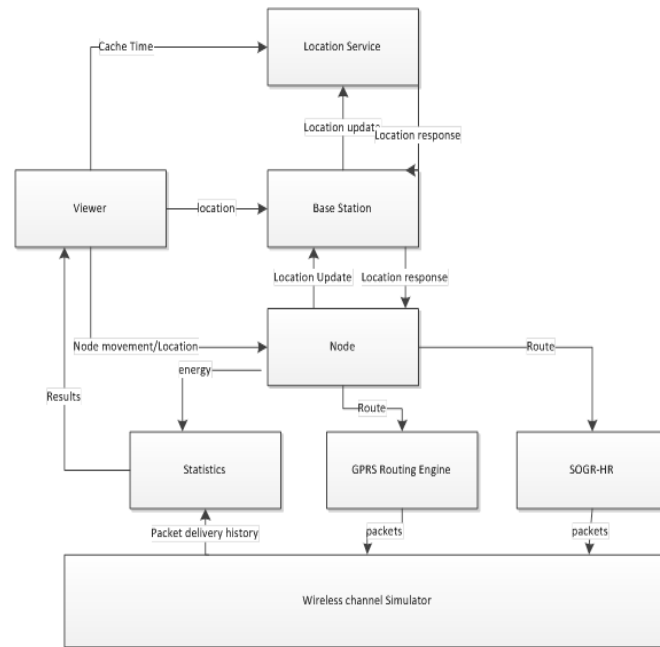 Cache Time
Location Service
Location update
Location response
Viewer
location
Base Station
Location Update
Location response
Node movement/Location
Node
Route
energy
Results
Route
Statistics
GPRS Routing Engine
SOGR-HR
Packet delivery history
packets
packets
Wireless channel Simulator